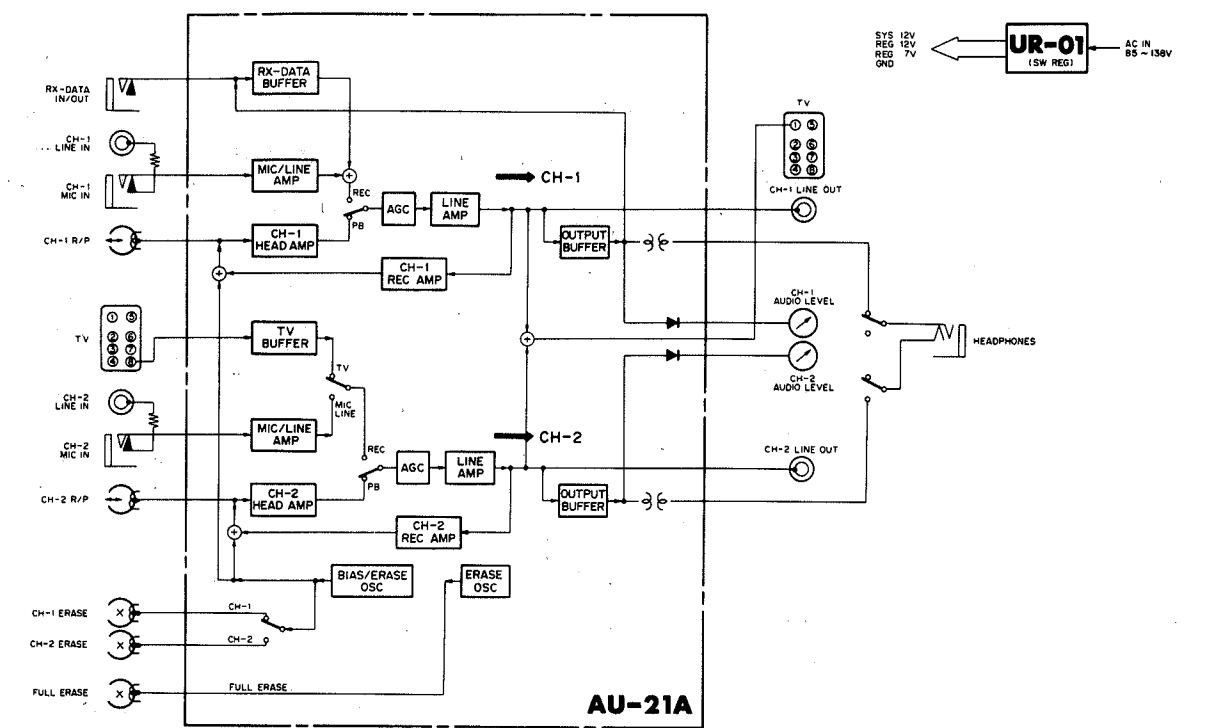 SYS 12V
REG 12V
REG 7V
GND
UR-01
(SW REG)
AC IN
85 ~ 138V
RX-DATA
IN/OUT
RX-DATA
BUFFER
TV
1 5
2 6
3 7
4 8
CH-1
LINE IN
CH-1
MIC IN
MIC/LINE
AMP
+
REC
PB
AGC
LINE
AMP
CH-1
CH-1 LINE OUT
CH-1 R/P
CH-1
HEAD AMP
OUTPUT
BUFFER
+
CH-1
REC AMP
TV
1 5
2 6
3 7
4 8
TV
BUFFER
TV
MIC
LINE
+
CH-1
AUDIO LEVEL
CH-2
AUDIO LEVEL
HEADPHONES
CH-2
LINE IN
CH-2
MIC IN
MIC/LINE
AMP
REC
PB
AGC
LINE
AMP
CH-2
CH-2 LINE OUT
CH-2 R/P
CH-2
HEAD AMP
OUTPUT
BUFFER
+
CH-2
REC AMP
BIAS/ERASE
OSC
ERASE
OSC
CH-1 ERASE
CH-1
CH-2 ERASE
CH-2
FULL ERASE
FULL ERASE
AU-21A